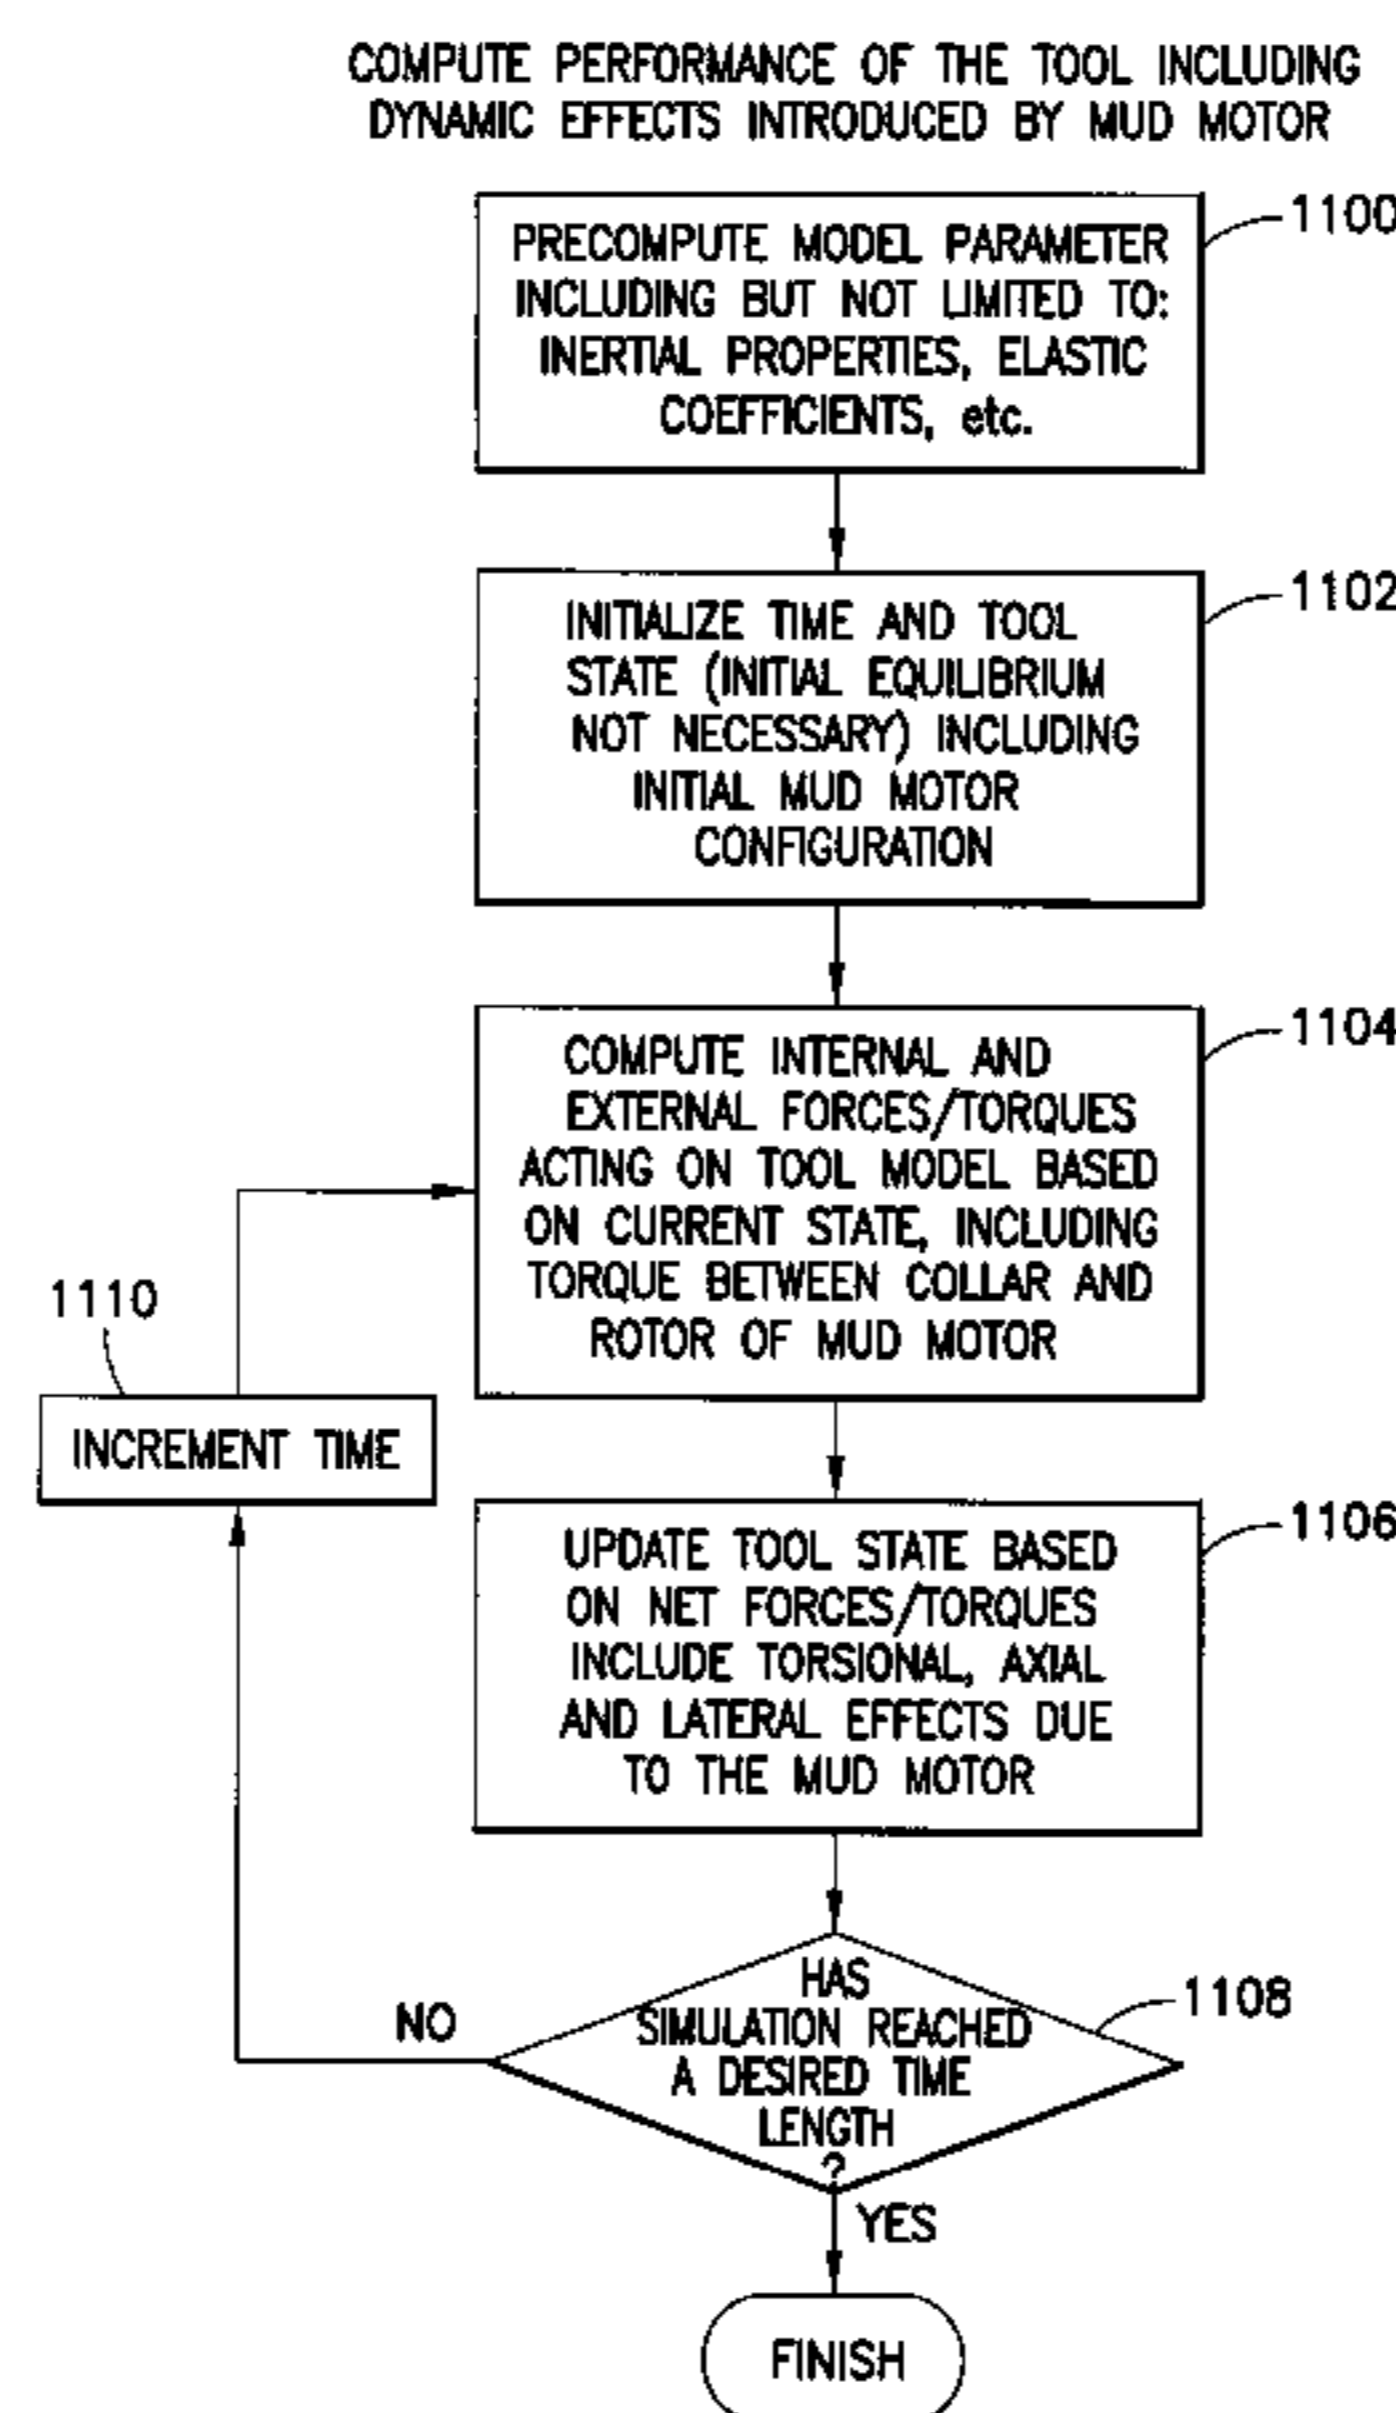 COMPUTE PERFORMANCE OF THE TOOL INCLUDING
DYNAMIC EFFECTS INTRODUCED BY MUD MOTOR
1100
PRECOMPUTE MODEL PARAMETER
INCLUDING BUT NOT LIMITED TO:
INERTIAL PROPERTIES, ELASTIC
COEFFICIENTS, etc.
1102
INITIALIZE TIME AND TOOL
STATE (INITIAL EQUILIBRIUM
NOT NECESSARY) INCLUDING
INITIAL MUD MOTOR
CONFIGURATION
1104
COMPUTE INTERNAL AND
EXTERNAL FORCES/TORQUES
ACTING ON TOOL MODEL BASED
ON CURRENT STATE, INCLUDING
TORQUE BETWEEN COLLAR AND
ROTOR OF MUD MOTOR
1110
INCREMENT TIME
1106
UPDATE TOOL STATE BASED
ON NET FORCES/TORQUES
INCLUDE TORSIONAL, AXIAL
AND LATERAL EFFECTS DUE
TO THE MUD MOTOR
1108
HAS
SIMULATION REACHED
A DESIRED TIME
LENGTH
?
NO
YES
FINISH